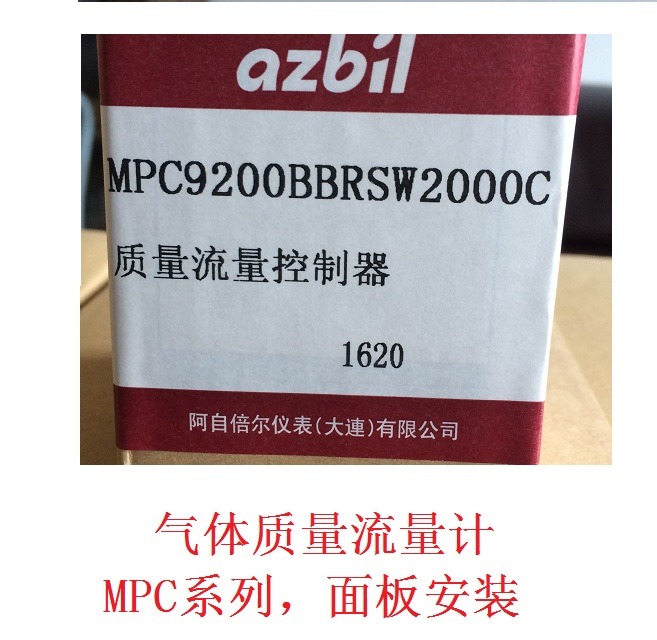 azbil
MPC9200BBRSW2000C
质量流量控制器
1620
阿自倍尔仪表(大連)有限公司
气体质量流量计
MPC系列，面板安装